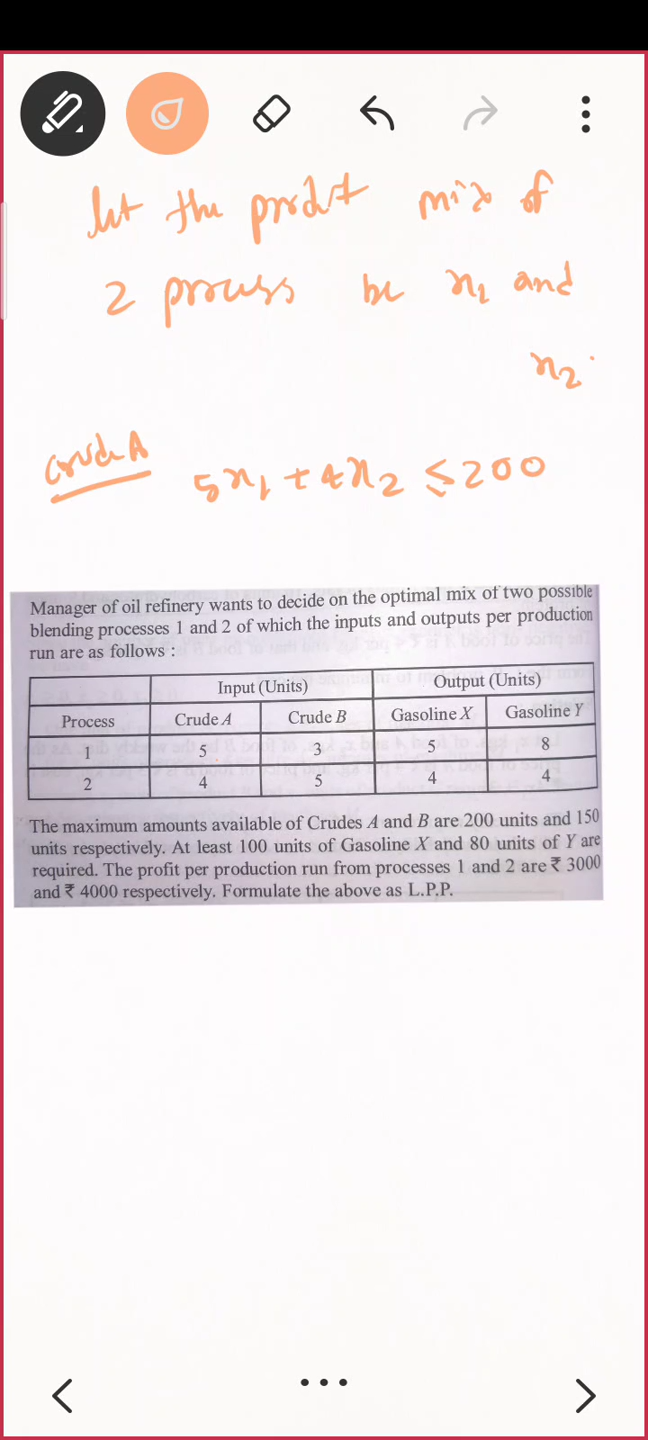 let the prodt mix of
2 process be x1 and
x2.
Crude A 5x1 + 4x2 ≤ 200
Manager of oil refinery wants to decide on the optimal mix of two possible
blending processes 1 and 2 of which the inputs and outputs per production
run are as follows :
Input (Units) Output (Units)
Process Crude A Crude B Gasoline X Gasoline Y
1 5 3 5 8
2 4 5 4 4
The maximum amounts available of Crudes A and B are 200 units and 150
units respectively. At least 100 units of Gasoline X and 80 units of Y are
required. The profit per production run from processes 1 and 2 are ₹ 3000
and ₹ 4000 respectively. Formulate the above as L.P.P.